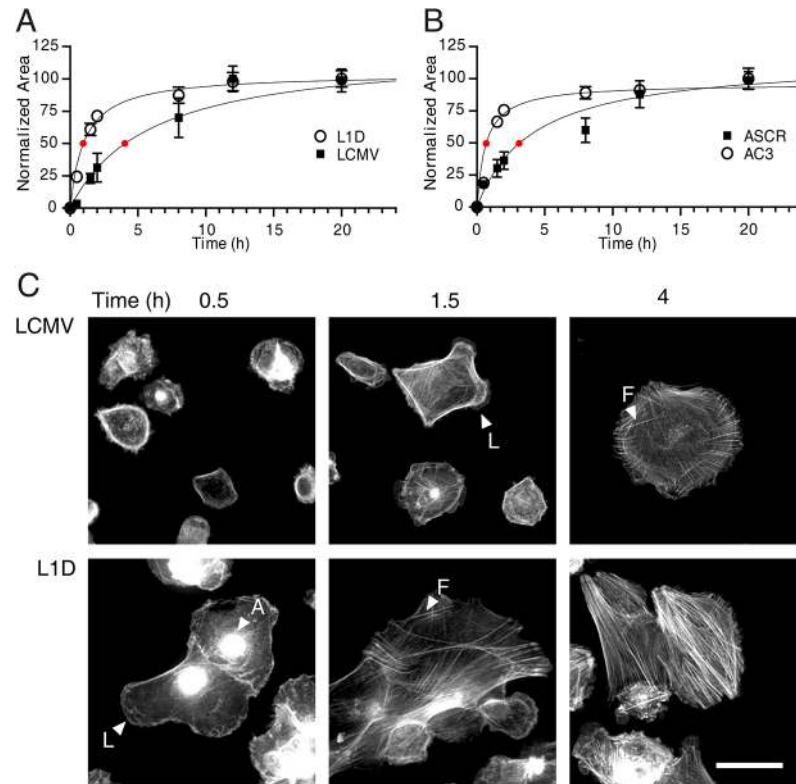 A
Normalized Area
125
100
75
50
25
0
0 5 10 15 20
Time (h)
L1D
LCMV
B
Normalized Area
125
100
75
50
25
0
0 5 10 15 20
Time (h)
ASCR
AC3
C
Time (h) 0.5 1.5 4
LCMV
L
F
L1D
A
L
F